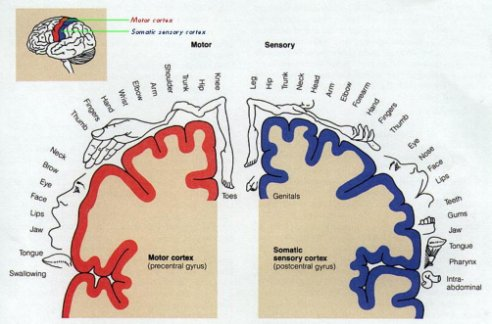 Motor cortex
Somatic sensory cortex
Motor
Sensory
Toes
Knee
Hip
Trunk
Shoulder
Arm
Elbow
Wrist
Hand
Fingers
Thumb
Neck
Brow
Eye
Face
Lips
Jaw
Tongue
Swallowing
Motor cortex
(precentral gyrus)
Genitals
Leg
Hip
Trunk
Neck
Head
Arm
Elbow
Forearm
Hand
Fingers
Thumb
Eye
Nose
Face
Lips
Teeth
Gums
Jaw
Tongue
Pharynx
Intra-
abdominal
Somatic
sensory cortex
(postcentral gyrus)